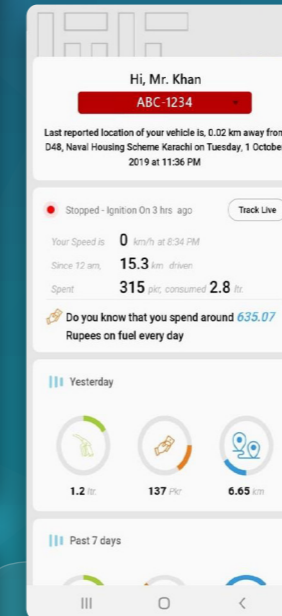 Hi, Mr. Khan
ABC-1234
Last reported location of your vehicle is, 0.02 km away from
D48, Naval Housing Scheme Karachi on Tuesday, 1 October
2019 at 11:36 PM
Stopped - Ignition On 3 hrs ago
Track Live
Your Speed is 0 km/h at 8:34 PM
Since 12 am, 15.3 km driven
Spent 315 pkr, consumed 2.8 ltr.
Do you know that you spend around 635.07
Rupees on fuel every day
Yesterday
1.2 ltr. 137 Pkr 6.65 km
Past 7 days